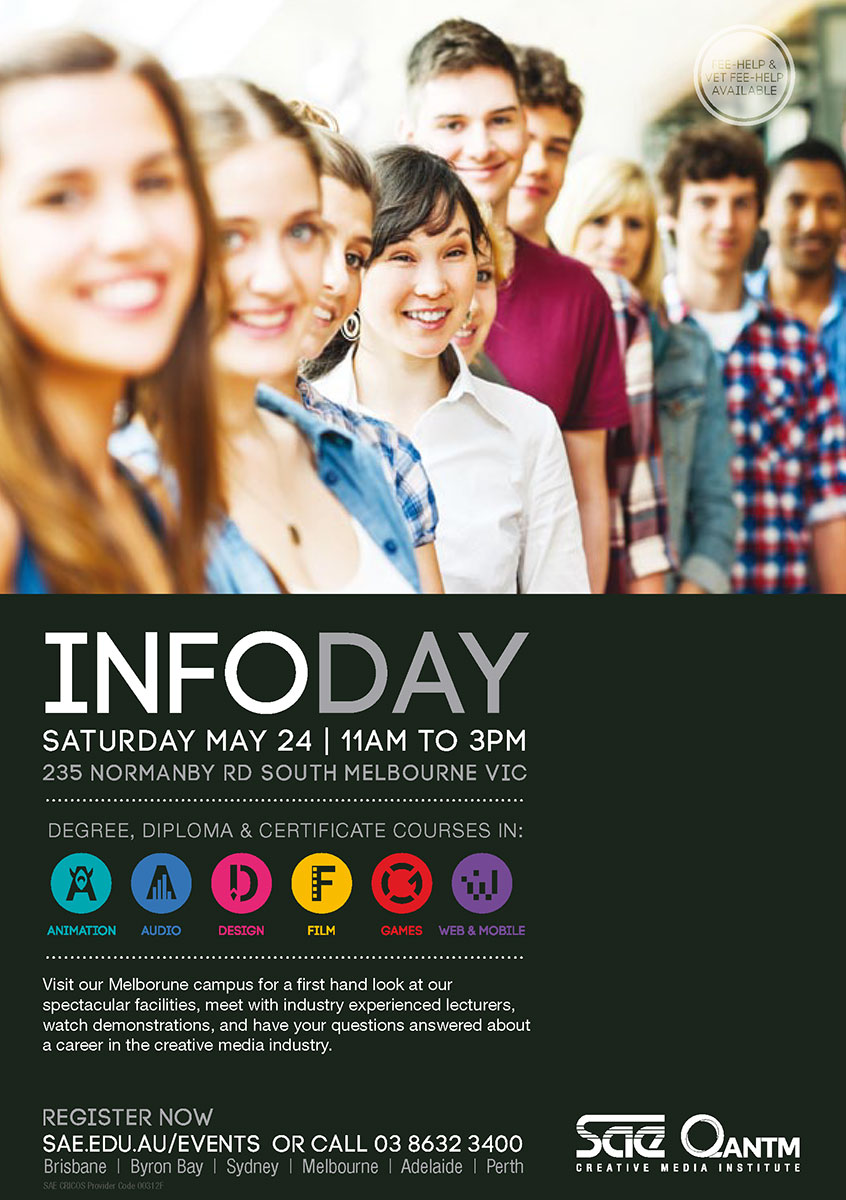 FEE-HELP &
VET FEE-HELP
AVAILABLE
INFODAY
SATURDAY MAY 24 | 11AM TO 3PM
235 NORMANBY RD SOUTH MELBOURNE VIC
DEGREE, DIPLOMA & CERTIFICATE COURSES IN:
ANIMATION AUDIO DESIGN FILM GAMES WEB & MOBILE
Visit our Melborune campus for a first hand look at our
spectacular facilities, meet with industry experienced lecturers,
watch demonstrations, and have your questions answered about
a career in the creative media industry.
REGISTER NOW
SAE.EDU.AU/EVENTS OR CALL 03 8632 3400
Brisbane | Byron Bay | Sydney | Melbourne | Adelaide | Perth
SAE CRICOS Provider Code 00312F
sae QANTM
CREATIVE MEDIA INSTITUTE